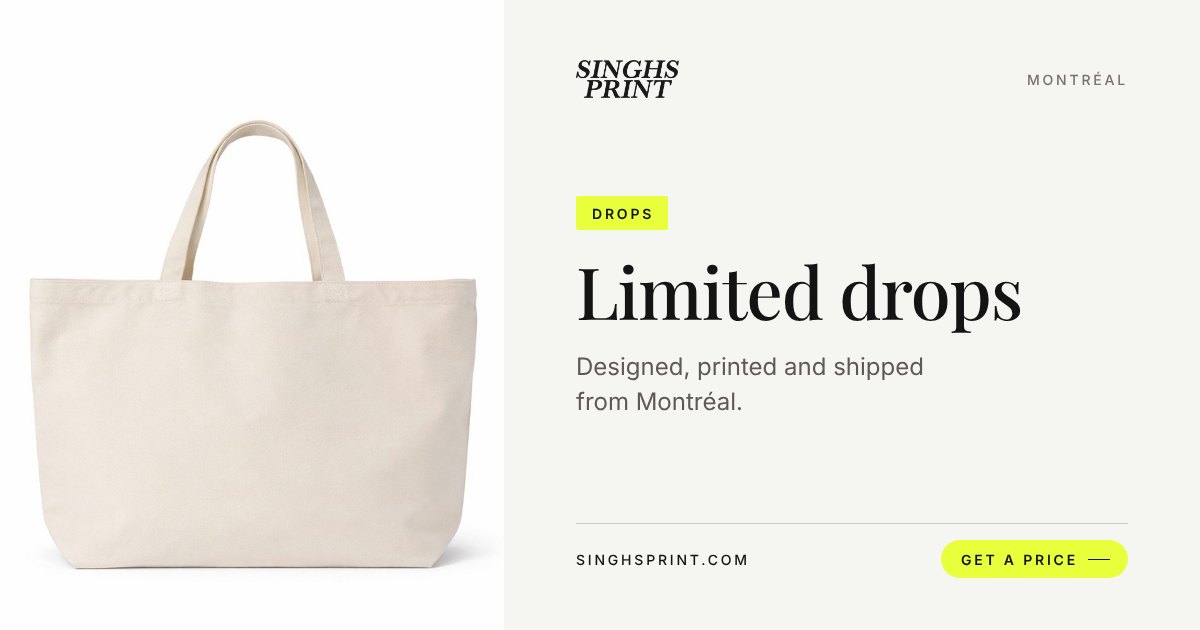 SINGHS
PRINT
MONTRÉAL
DROPS
Limited drops
Designed, printed and shipped
from Montréal.
SINGHSPRINT.COM
GET A PRICE